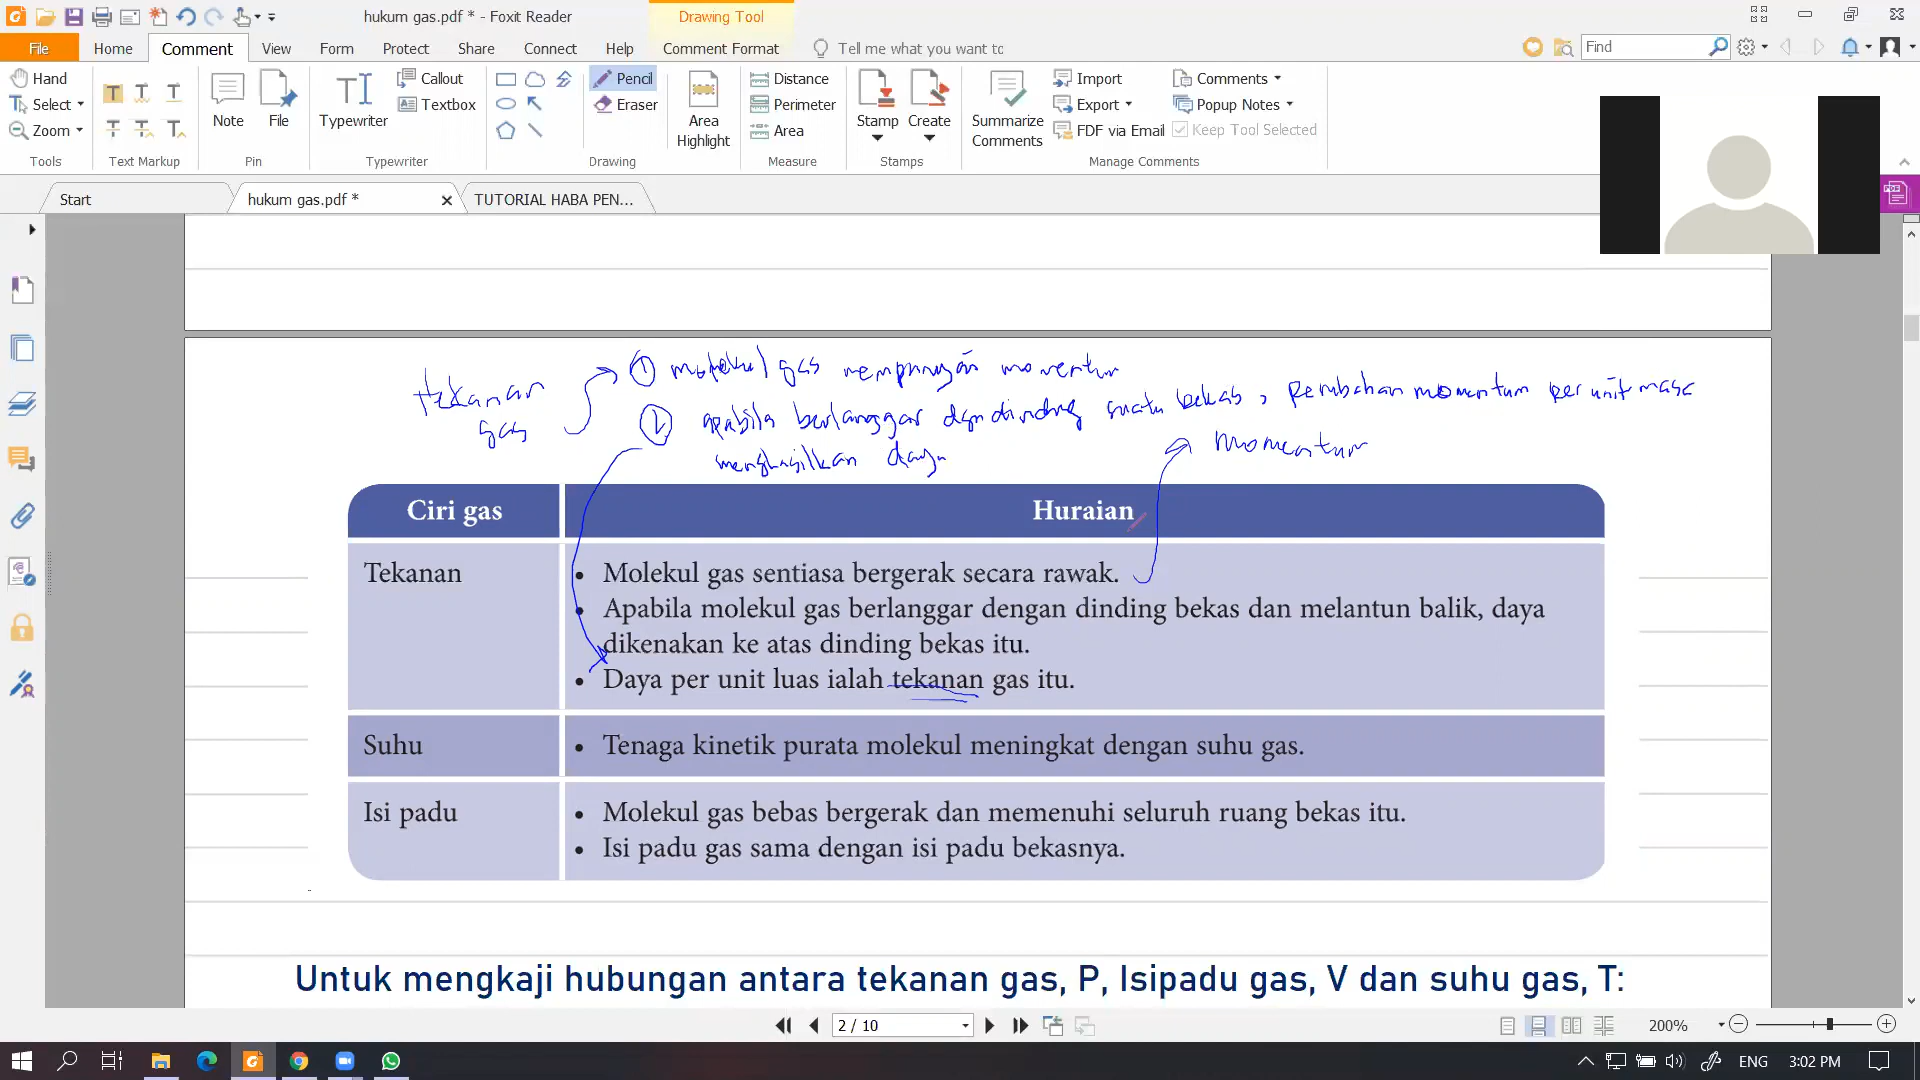 hukum gas.pdf * - Foxit Reader
Drawing Tool
File Home Comment View Form Protect Share Connect Help Comment Format Tell me what you want to Find
Hand
Select
Zoom
Tools
Text Markup
Note
File
Pin
Typewriter
Callout
Textbox
Typewriter
Pencil
Eraser
Drawing
Area
Highlight
Distance
Perimeter
Area
Measure
Stamp
Create
Stamps
Summarize
Comments
Import
Export
FDF via Email
Comments
Popup Notes
Keep Tool Selected
Manage Comments
Start
hukum gas.pdf *
TUTORIAL HABA PEN...
tekanan
gas
1 molekul gas mempunyai momentum
2 apabila berlanggar dgn dinding suatu bekas, perubahan momentum per unit masa
menghasilkan daya
momentum
Ciri gas Huraian
Tekanan
• Molekul gas sentiasa bergerak secara rawak.
• Apabila molekul gas berlanggar dengan dinding bekas dan melantun balik, daya
dikenakan ke atas dinding bekas itu.
• Daya per unit luas ialah tekanan gas itu.
Suhu
• Tenaga kinetik purata molekul meningkat dengan suhu gas.
Isi padu
• Molekul gas bebas bergerak dan memenuhi seluruh ruang bekas itu.
• Isi padu gas sama dengan isi padu bekasnya.
Untuk mengkaji hubungan antara tekanan gas, P, Isipadu gas, V dan suhu gas, T:
2 / 10
200%
ENG
3:02 PM